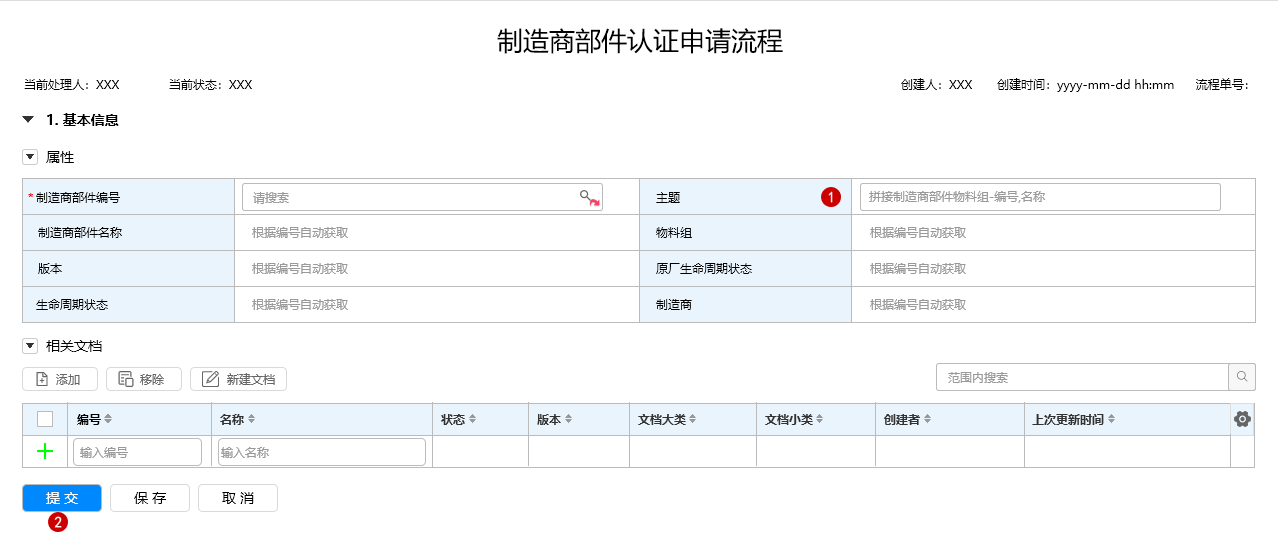 制造商部件认证申请流程
当前处理人：XXX 当前状态：XXX 创建人：XXX 创建时间：yyyy-mm-dd hh:mm 流程单号：
1. 基本信息
属性
*制造商部件编号 请搜索 主题 1 拼接制造商部件物料组-编号,名称
制造商部件名称 根据编号自动获取 物料组 根据编号自动获取
版本 根据编号自动获取 原厂生命周期状态 根据编号自动获取
生命周期状态 根据编号自动获取 制造商 根据编号自动获取
相关文档
添加 移除 新建文档 范围内搜索
编号 名称 状态 版本 文档大类 文档小类 创建者 上次更新时间
输入编号 输入名称
提交 保存 取消
2